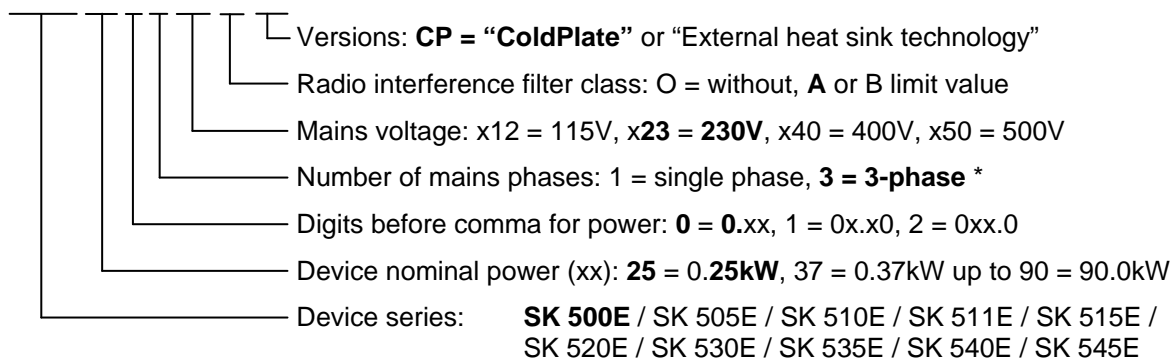 Versions: CP = “ColdPlate” or “External heat sink technology”
Radio interference filter class: O = without, A or B limit value
Mains voltage: x12 = 115V, x23 = 230V, x40 = 400V, x50 = 500V
Number of mains phases: 1 = single phase, 3 = 3-phase *
Digits before comma for power: 0 = 0.xx, 1 = 0x.x0, 2 = 0xx.0
Device nominal power (xx): 25 = 0.25kW, 37 = 0.37kW up to 90 = 90.0kW
Device series: SK 500E / SK 505E / SK 510E / SK 511E / SK 515E /
SK 520E / SK 530E / SK 535E / SK 540E / SK 545E